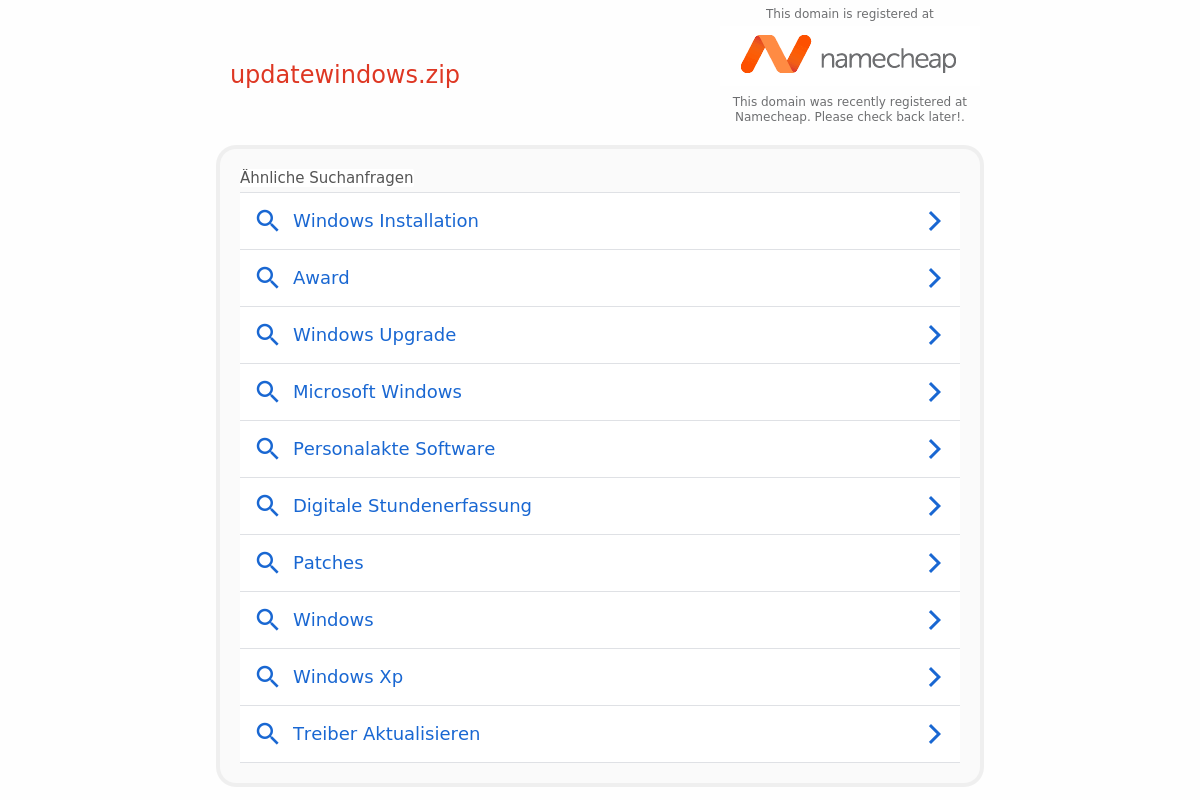 This domain is registered at
namecheap
updatewindows.zip
This domain was recently registered at
Namecheap. Please check back later!.
Ähnliche Suchanfragen
Windows Installation
Award
Windows Upgrade
Microsoft Windows
Personalakte Software
Digitale Stundenerfassung
Patches
Windows
Windows Xp
Treiber Aktualisieren